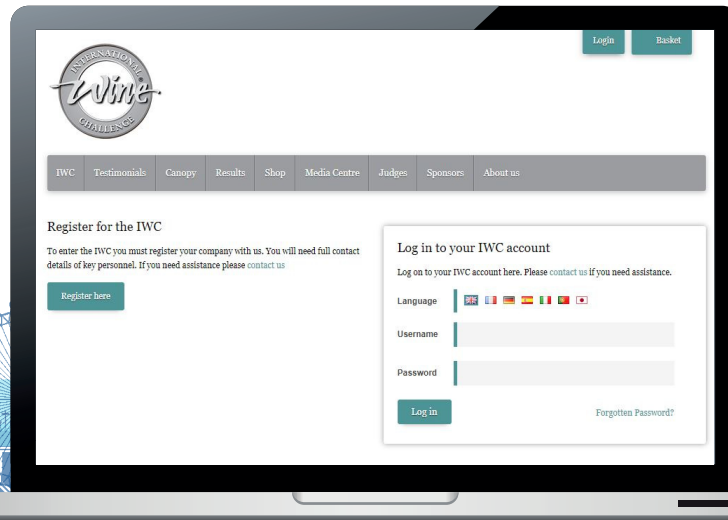 Login
Basket
INTERNATIONAL
Wine
CHALLENGE
IWC
Testimonials
Canopy
Results
Shop
Media Centre
Judges
Sponsors
About us
Register for the IWC
To enter the IWC you must register your company with us. You will need full contact
details of key personnel. If you need assistance please contact us
Register here
Log in to your IWC account
Log on to your IWC account here. Please contact us if you need assistance.
Language
Username
Password
Log in
Forgotten Password?